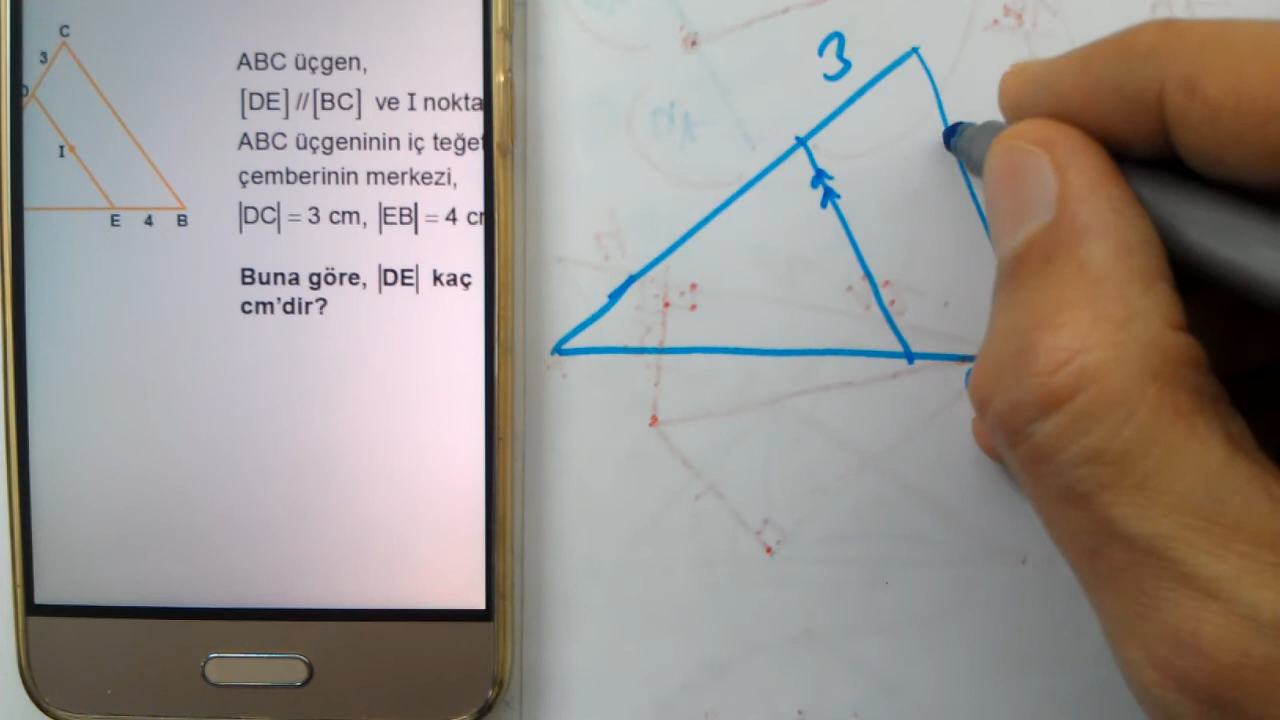 C
3
D
I
E 4 B
ABC üçgen,
[DE] // [BC] ve I nokta
ABC üçgeninin iç teğet
çemberinin merkezi,
|DC| = 3 cm, |EB| = 4 cm
Buna göre, |DE| kaç
cm'dir?
3